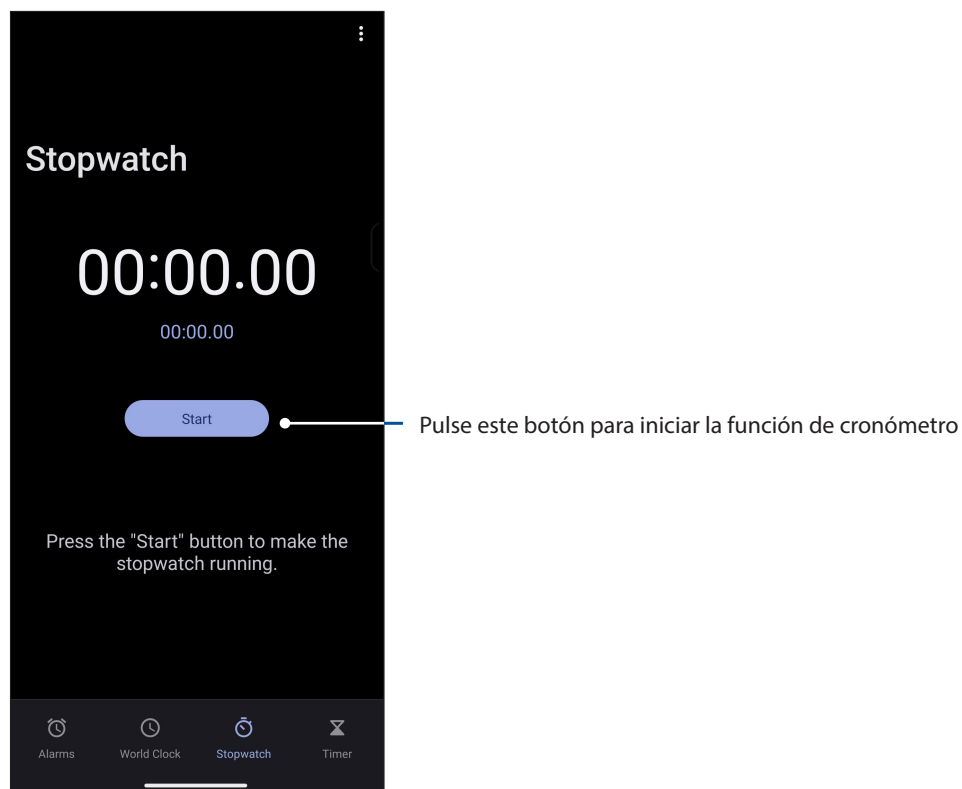 Stopwatch
00:00.00
00:00.00
Start
Pulse este botón para iniciar la función de cronómetro
Press the "Start" button to make the
stopwatch running.
Alarms World Clock Stopwatch Timer